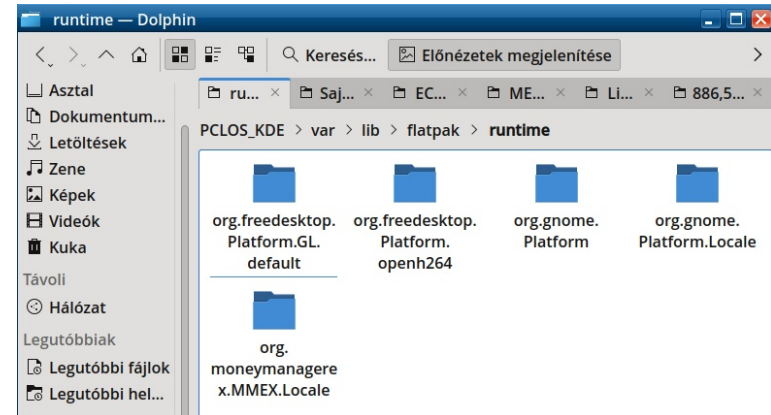 runtime — Dolphin
Keresés...
Előnézetek megjelenítése
Asztal
Dokumentum...
Letöltések
Zene
Képek
Videók
Kuka
Távoli
Hálózat
Legutóbbiak
Legutóbbi fájlok
Legutóbbi hel...
ru...
Saj...
EC...
ME...
Li...
886,5...
PCLOS_KDE > var > lib > flatpak > runtime
org.freedesktop.
Platform.GL.
default
org.freedesktop.
Platform.
openh264
org.gnome.
Platform
org.gnome.
Platform.Locale
org.
moneymanagere
x.MMEX.Locale